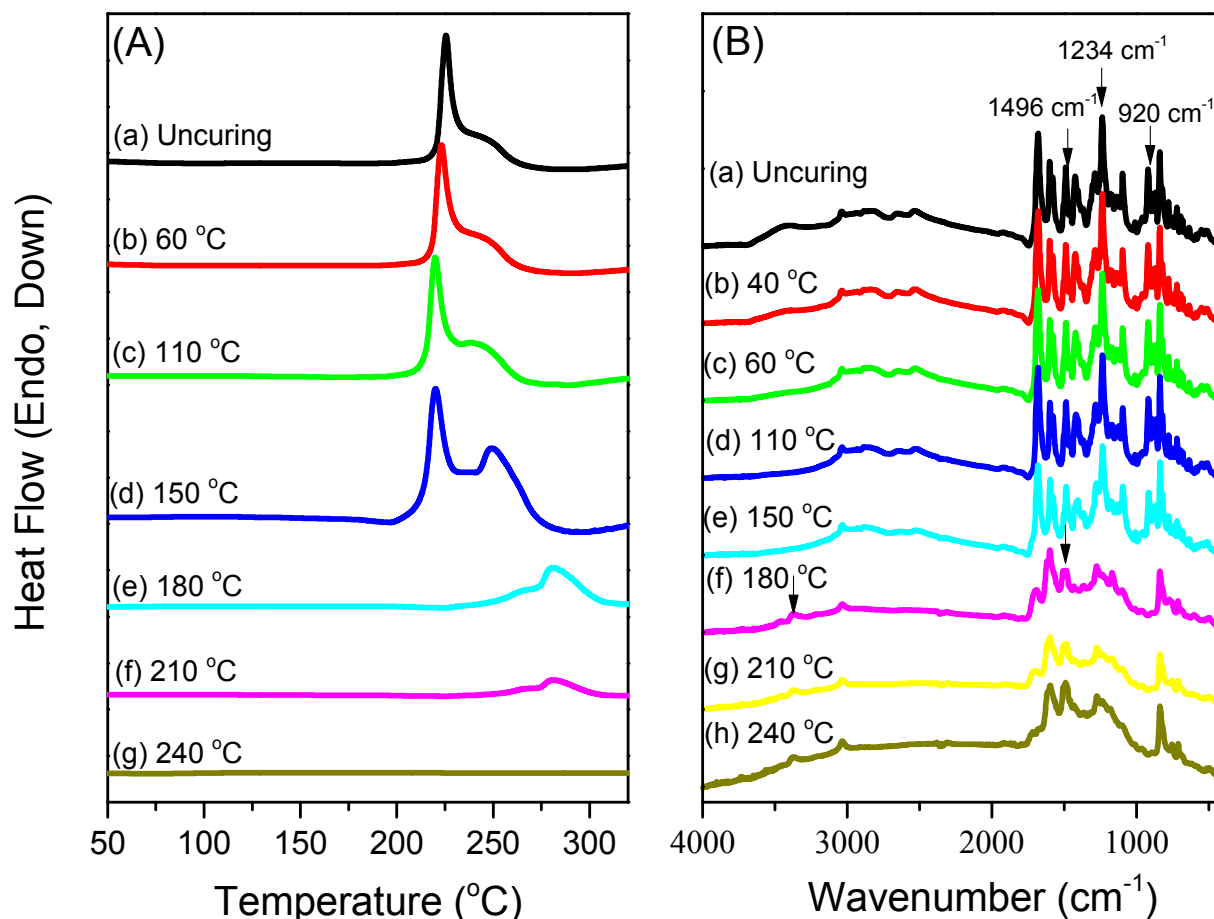 (A)
(a) Uncuring
(b) 60 °C
(c) 110 °C
(d) 150 °C
(e) 180 °C
(f) 210 °C
(g) 240 °C
Heat Flow (Endo, Down)
50 100 150 200 250 300
Temperature (°C)
(B)
1234 cm⁻¹
1496 cm⁻¹
920 cm⁻¹
(a) Uncuring
(b) 40 °C
(c) 60 °C
(d) 110 °C
(e) 150 °C
(f) 180 °C
(g) 210 °C
(h) 240 °C
4000 3000 2000 1000
Wavenumber (cm⁻¹)